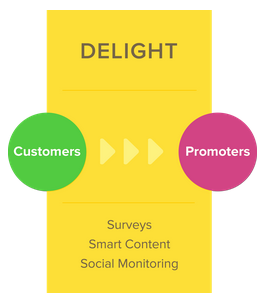 DELIGHT
Customers
Promoters
Surveys
Smart Content
Social Monitoring